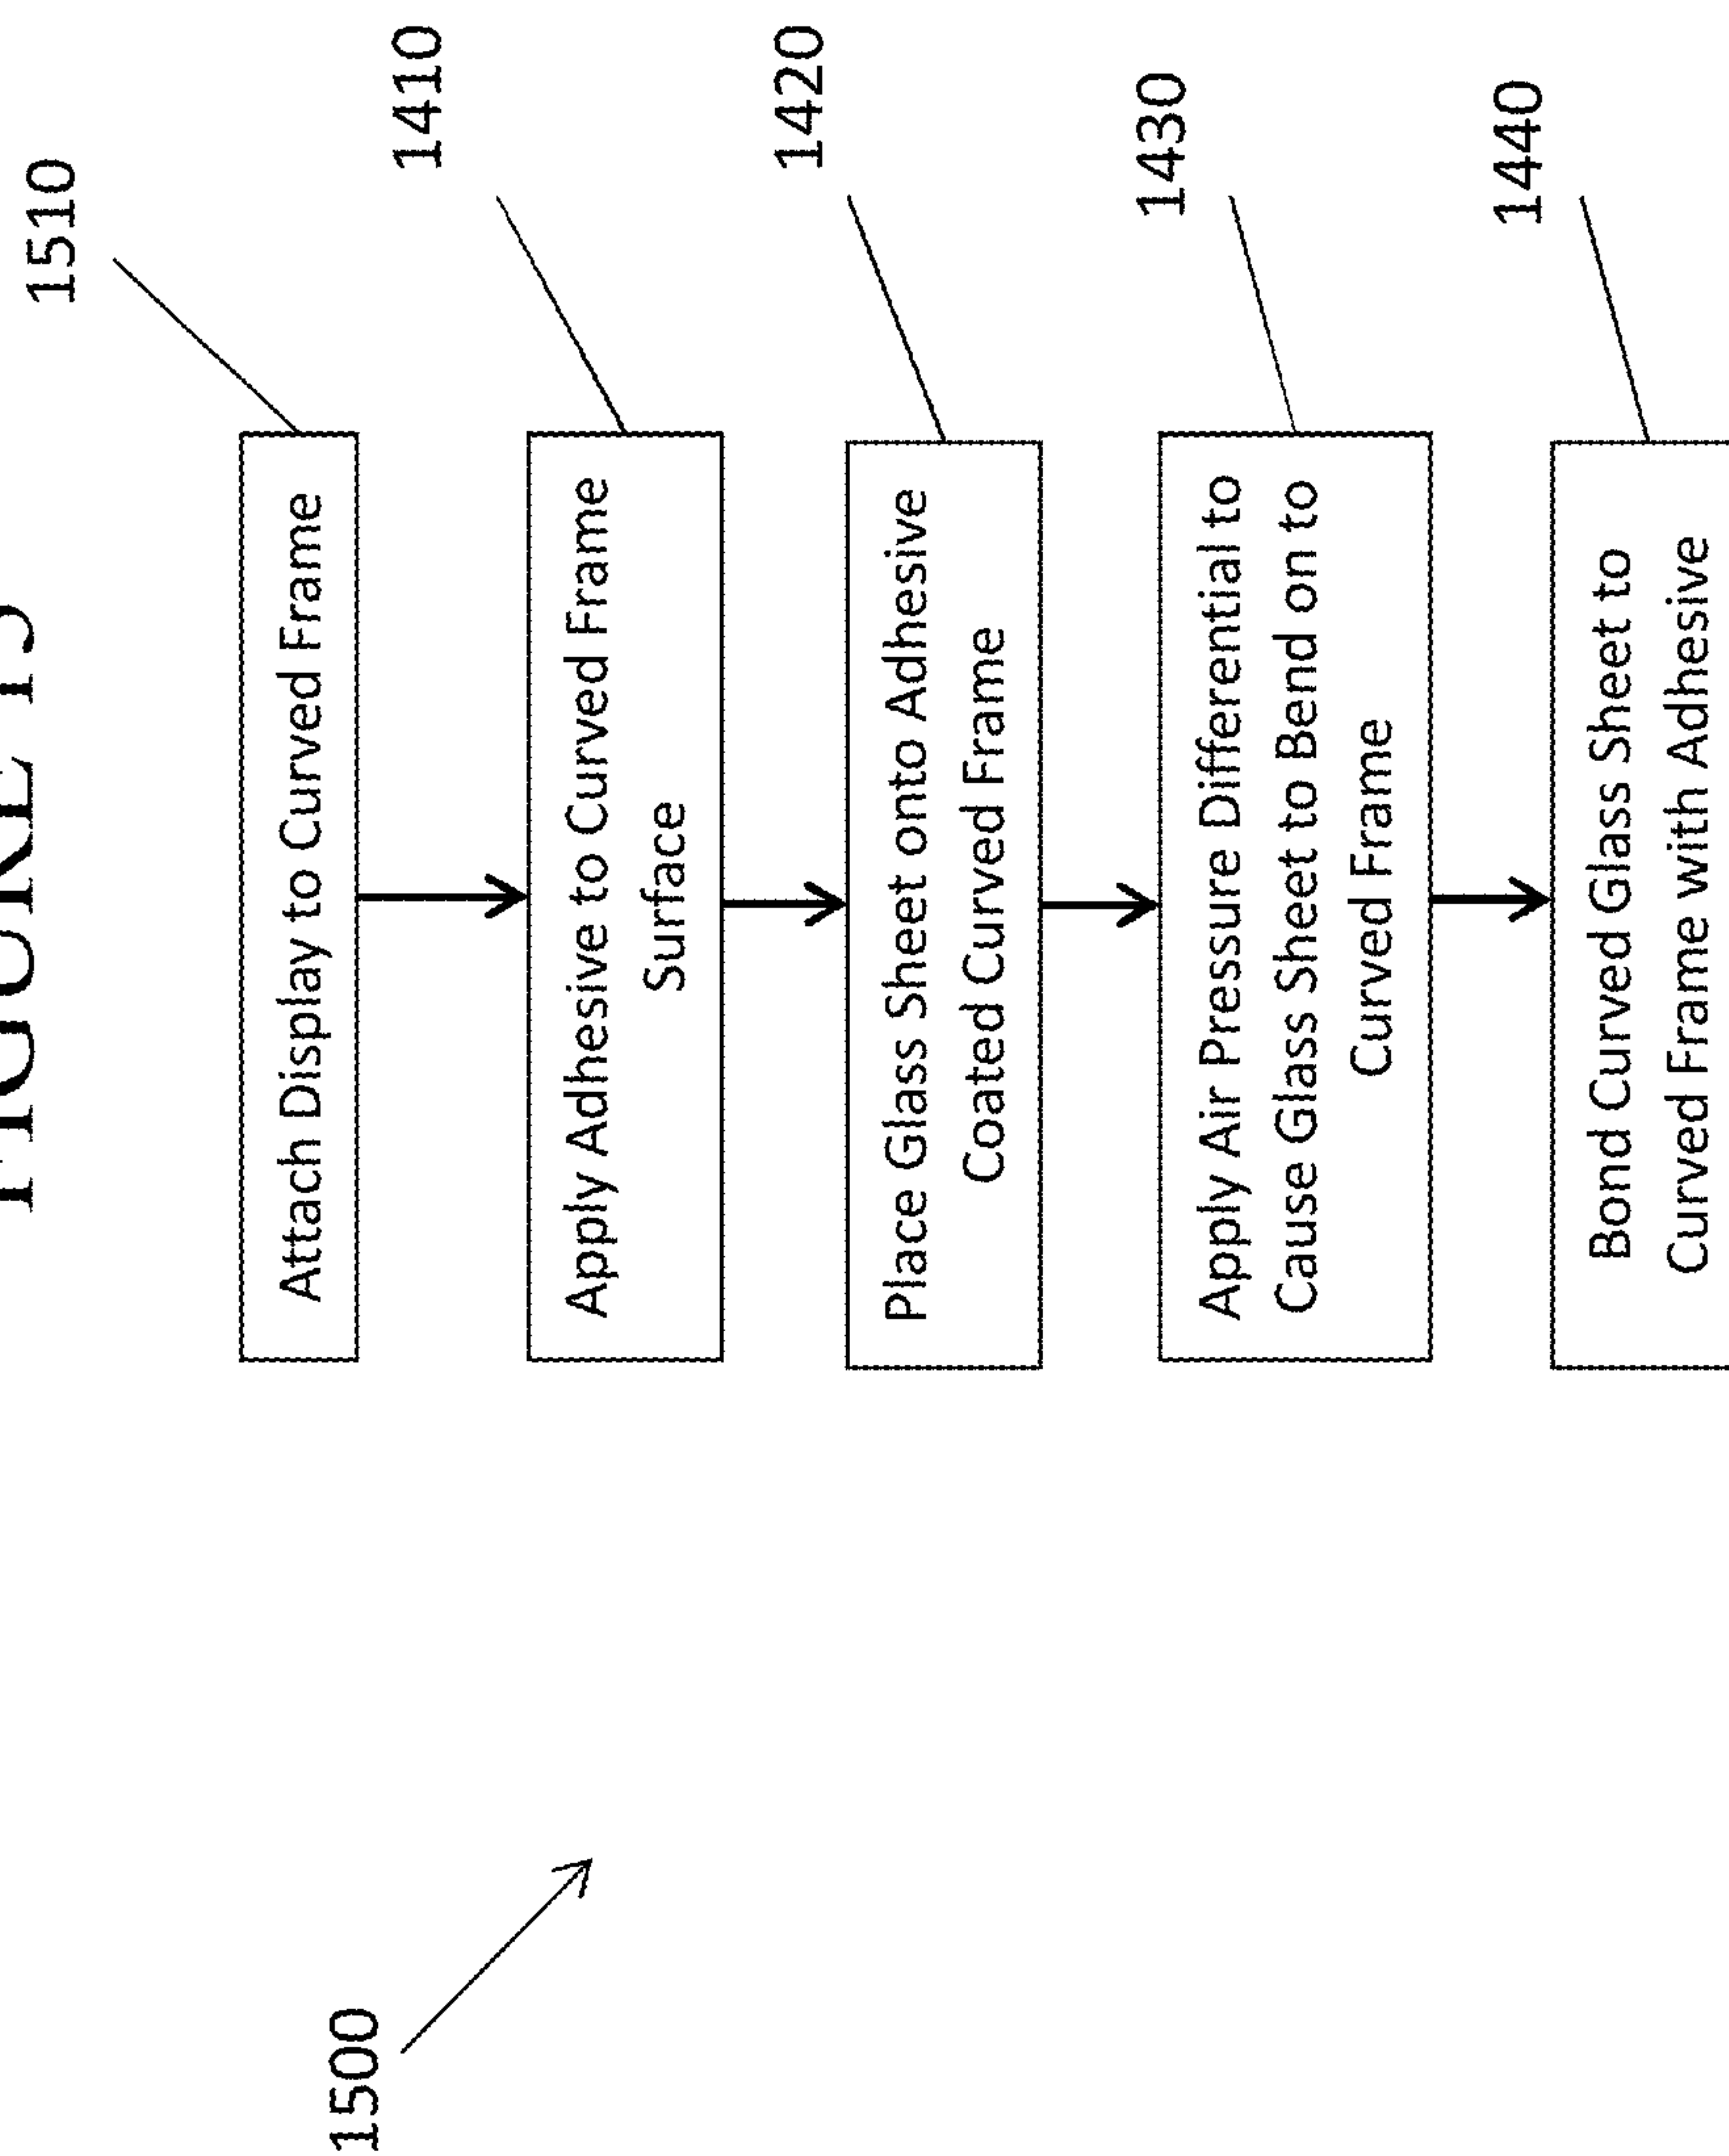 FIGURE 15
1510
Attach Display to Curved Frame
1410
Apply Adhesive to Curved Frame
Surface
1420
Place Glass Sheet onto Adhesive
Coated Curved Frame
1430
Apply Air Pressure Differential to
Cause Glass Sheet to Bend on to
Curved Frame
1440
Bond Curved Glass Sheet to
Curved Frame with Adhesive
1500